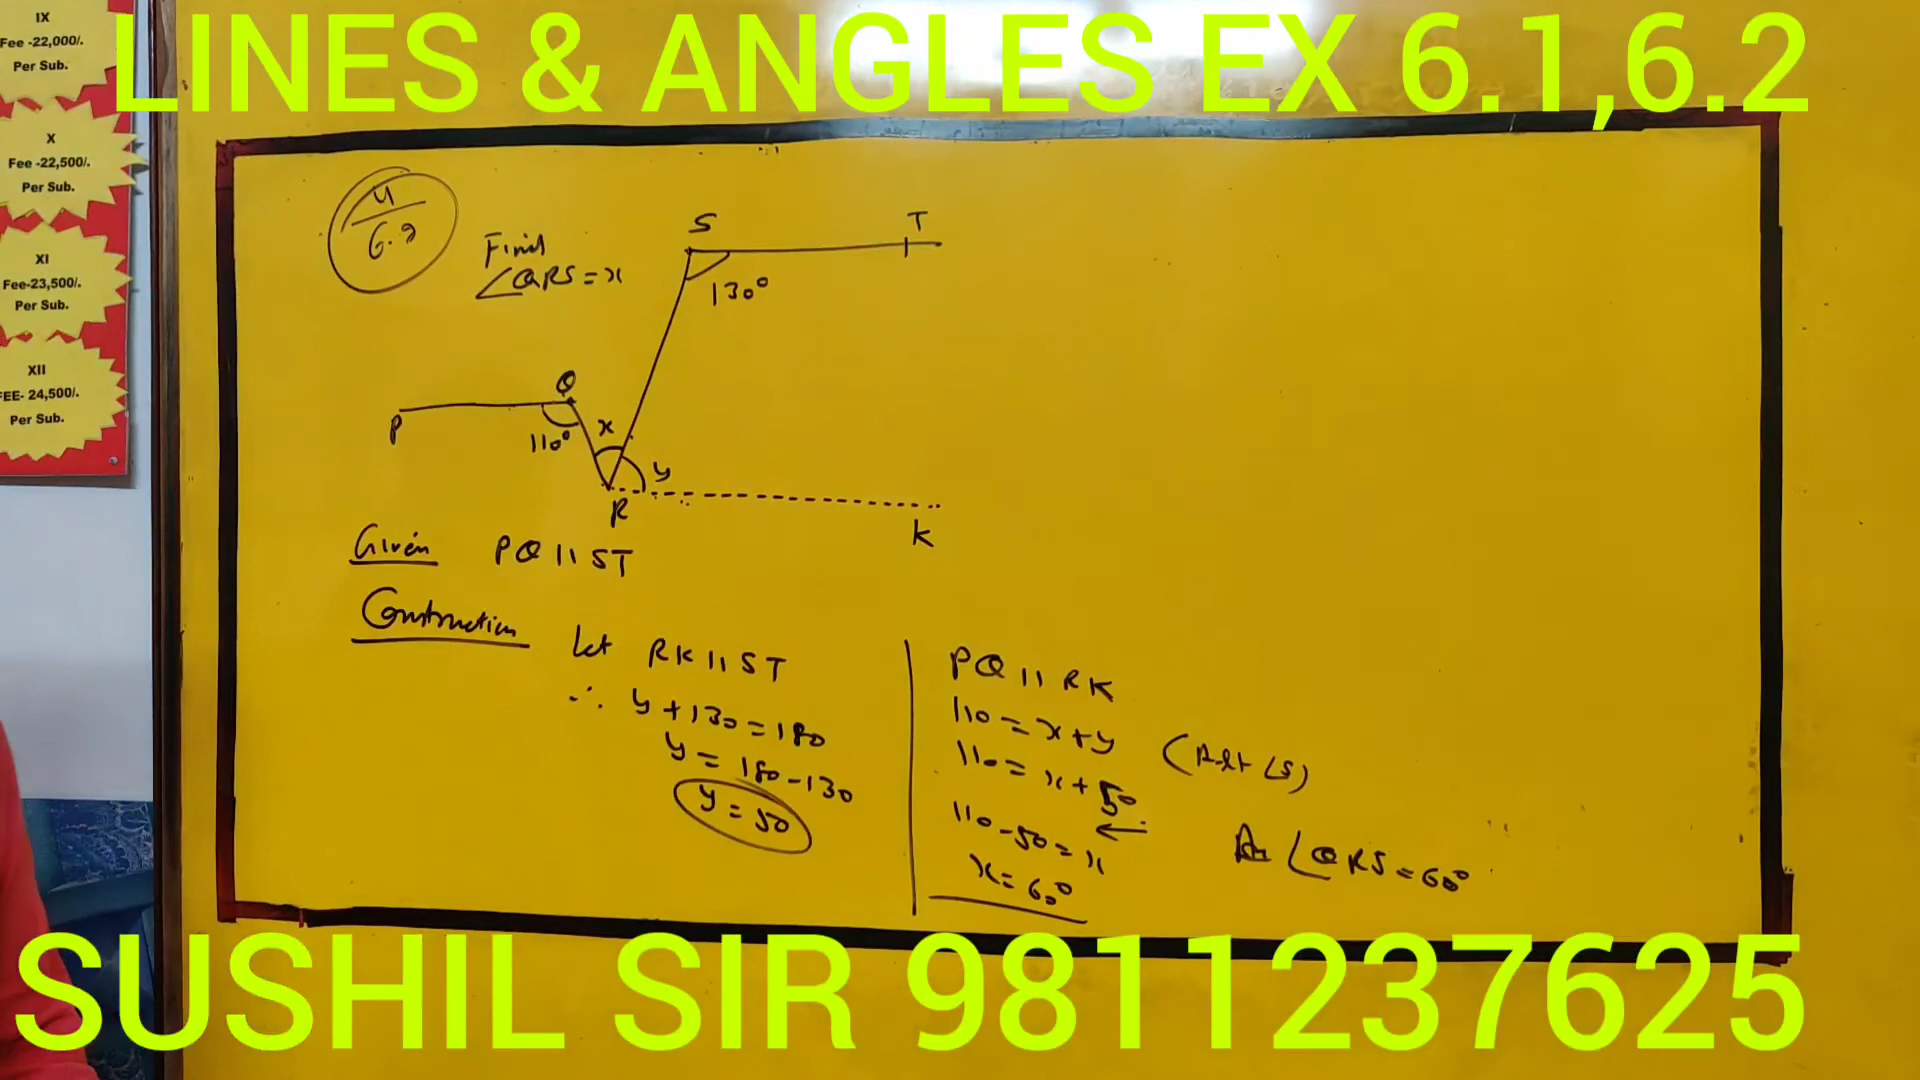 LINES & ANGLES EX 6.1,6.2
IX
Fee -22,000/.
Per Sub.
X
Fee -22,500/.
Per Sub.
XI
Fee-23,500/.
Per Sub.
XII
FEE- 24,500/.
Per Sub.
4/6.2
Find
∠QRS = x
S T
130°
P Q
110° x y
R K
Given PQ || ST
Construction Let RK || ST
∴ y + 130 = 180
y = 180 - 130
y = 50
PQ || RK
110 = x + y (Alt ∠s)
110 = x + 50
110 - 50 = x
x = 60°
An ∠QRS = 60°
SUSHIL SIR 9811237625